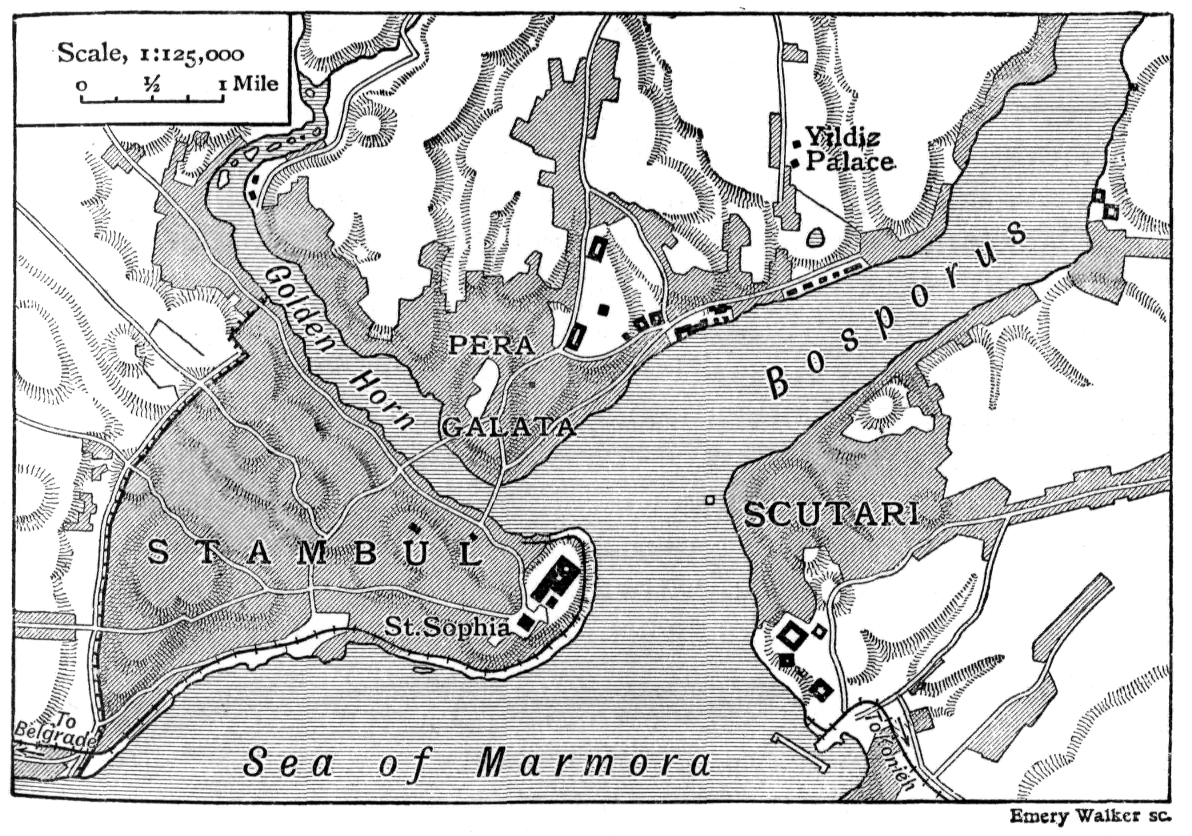 Scale, 1:125,000
0 ½ 1 Mile
Yildiz
Palace
Golden
Horn
Bosporus
PERA
GALATA
SCUTARI
STAMBUL
St. Sophia
To
Belgrade
To Konieh
Sea of Marmora
Emery Walker sc.